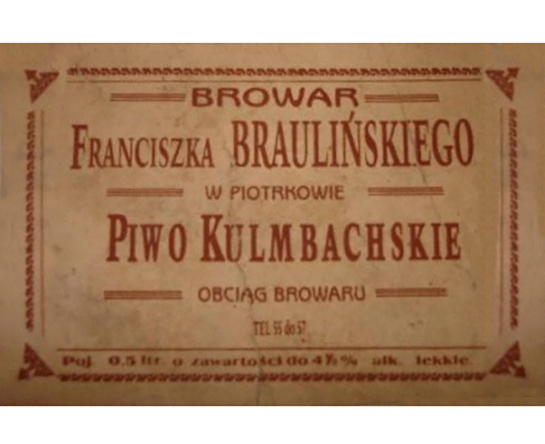 BROWAR
FRANCISZKA BRAULIŃSKIEGO
W PIOTRKOWIE
PIWO KULMBACHSKIE
OBCIĄG BROWARU
TEL 55 do 57
Poj. 0.5 ltr. o zawartości do 4½% alk. lekkie.